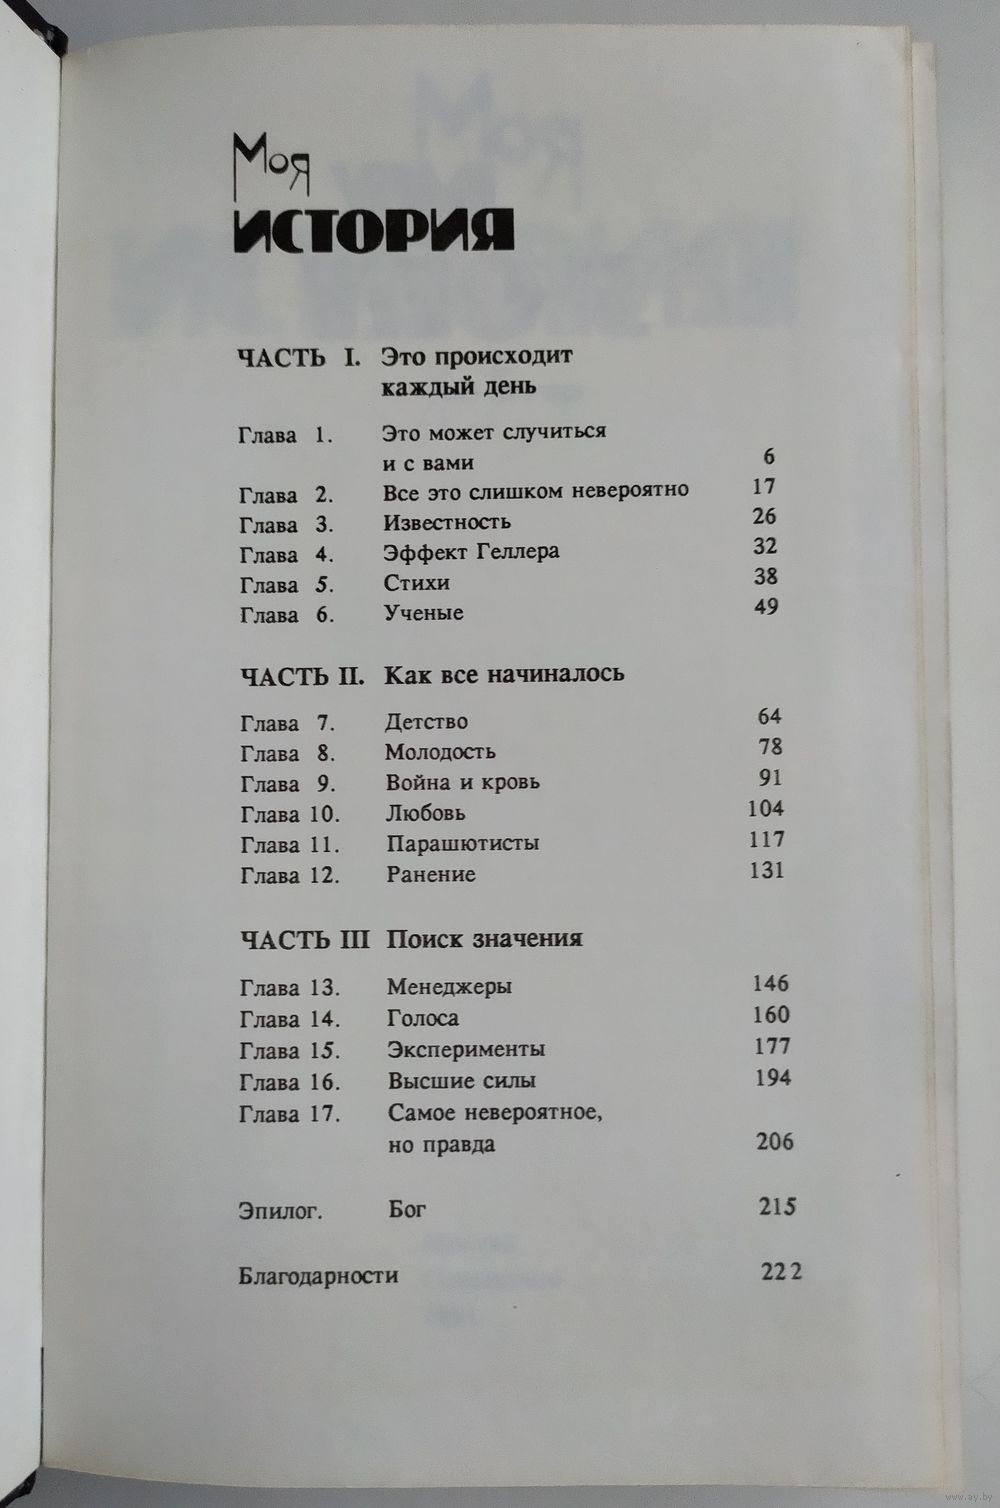 Моя
ИСТОРИЯ
ЧАСТЬ I. Это происходит
каждый день
Глава 1. Это может случиться
и с вами 6
Глава 2. Все это слишком невероятно 17
Глава 3. Известность 26
Глава 4. Эффект Геллера 32
Глава 5. Стихи 38
Глава 6. Ученые 49
ЧАСТЬ II. Как все начиналось
Глава 7. Детство 64
Глава 8. Молодость 78
Глава 9. Война и кровь 91
Глава 10. Любовь 104
Глава 11. Парашютисты 117
Глава 12. Ранение 131
ЧАСТЬ III Поиск значения
Глава 13. Менеджеры 146
Глава 14. Голоса 160
Глава 15. Эксперименты 177
Глава 16. Высшие силы 194
Глава 17. Самое невероятное,
но правда 206
Эпилог. Бог 215
Благодарности 222
www.ay.by